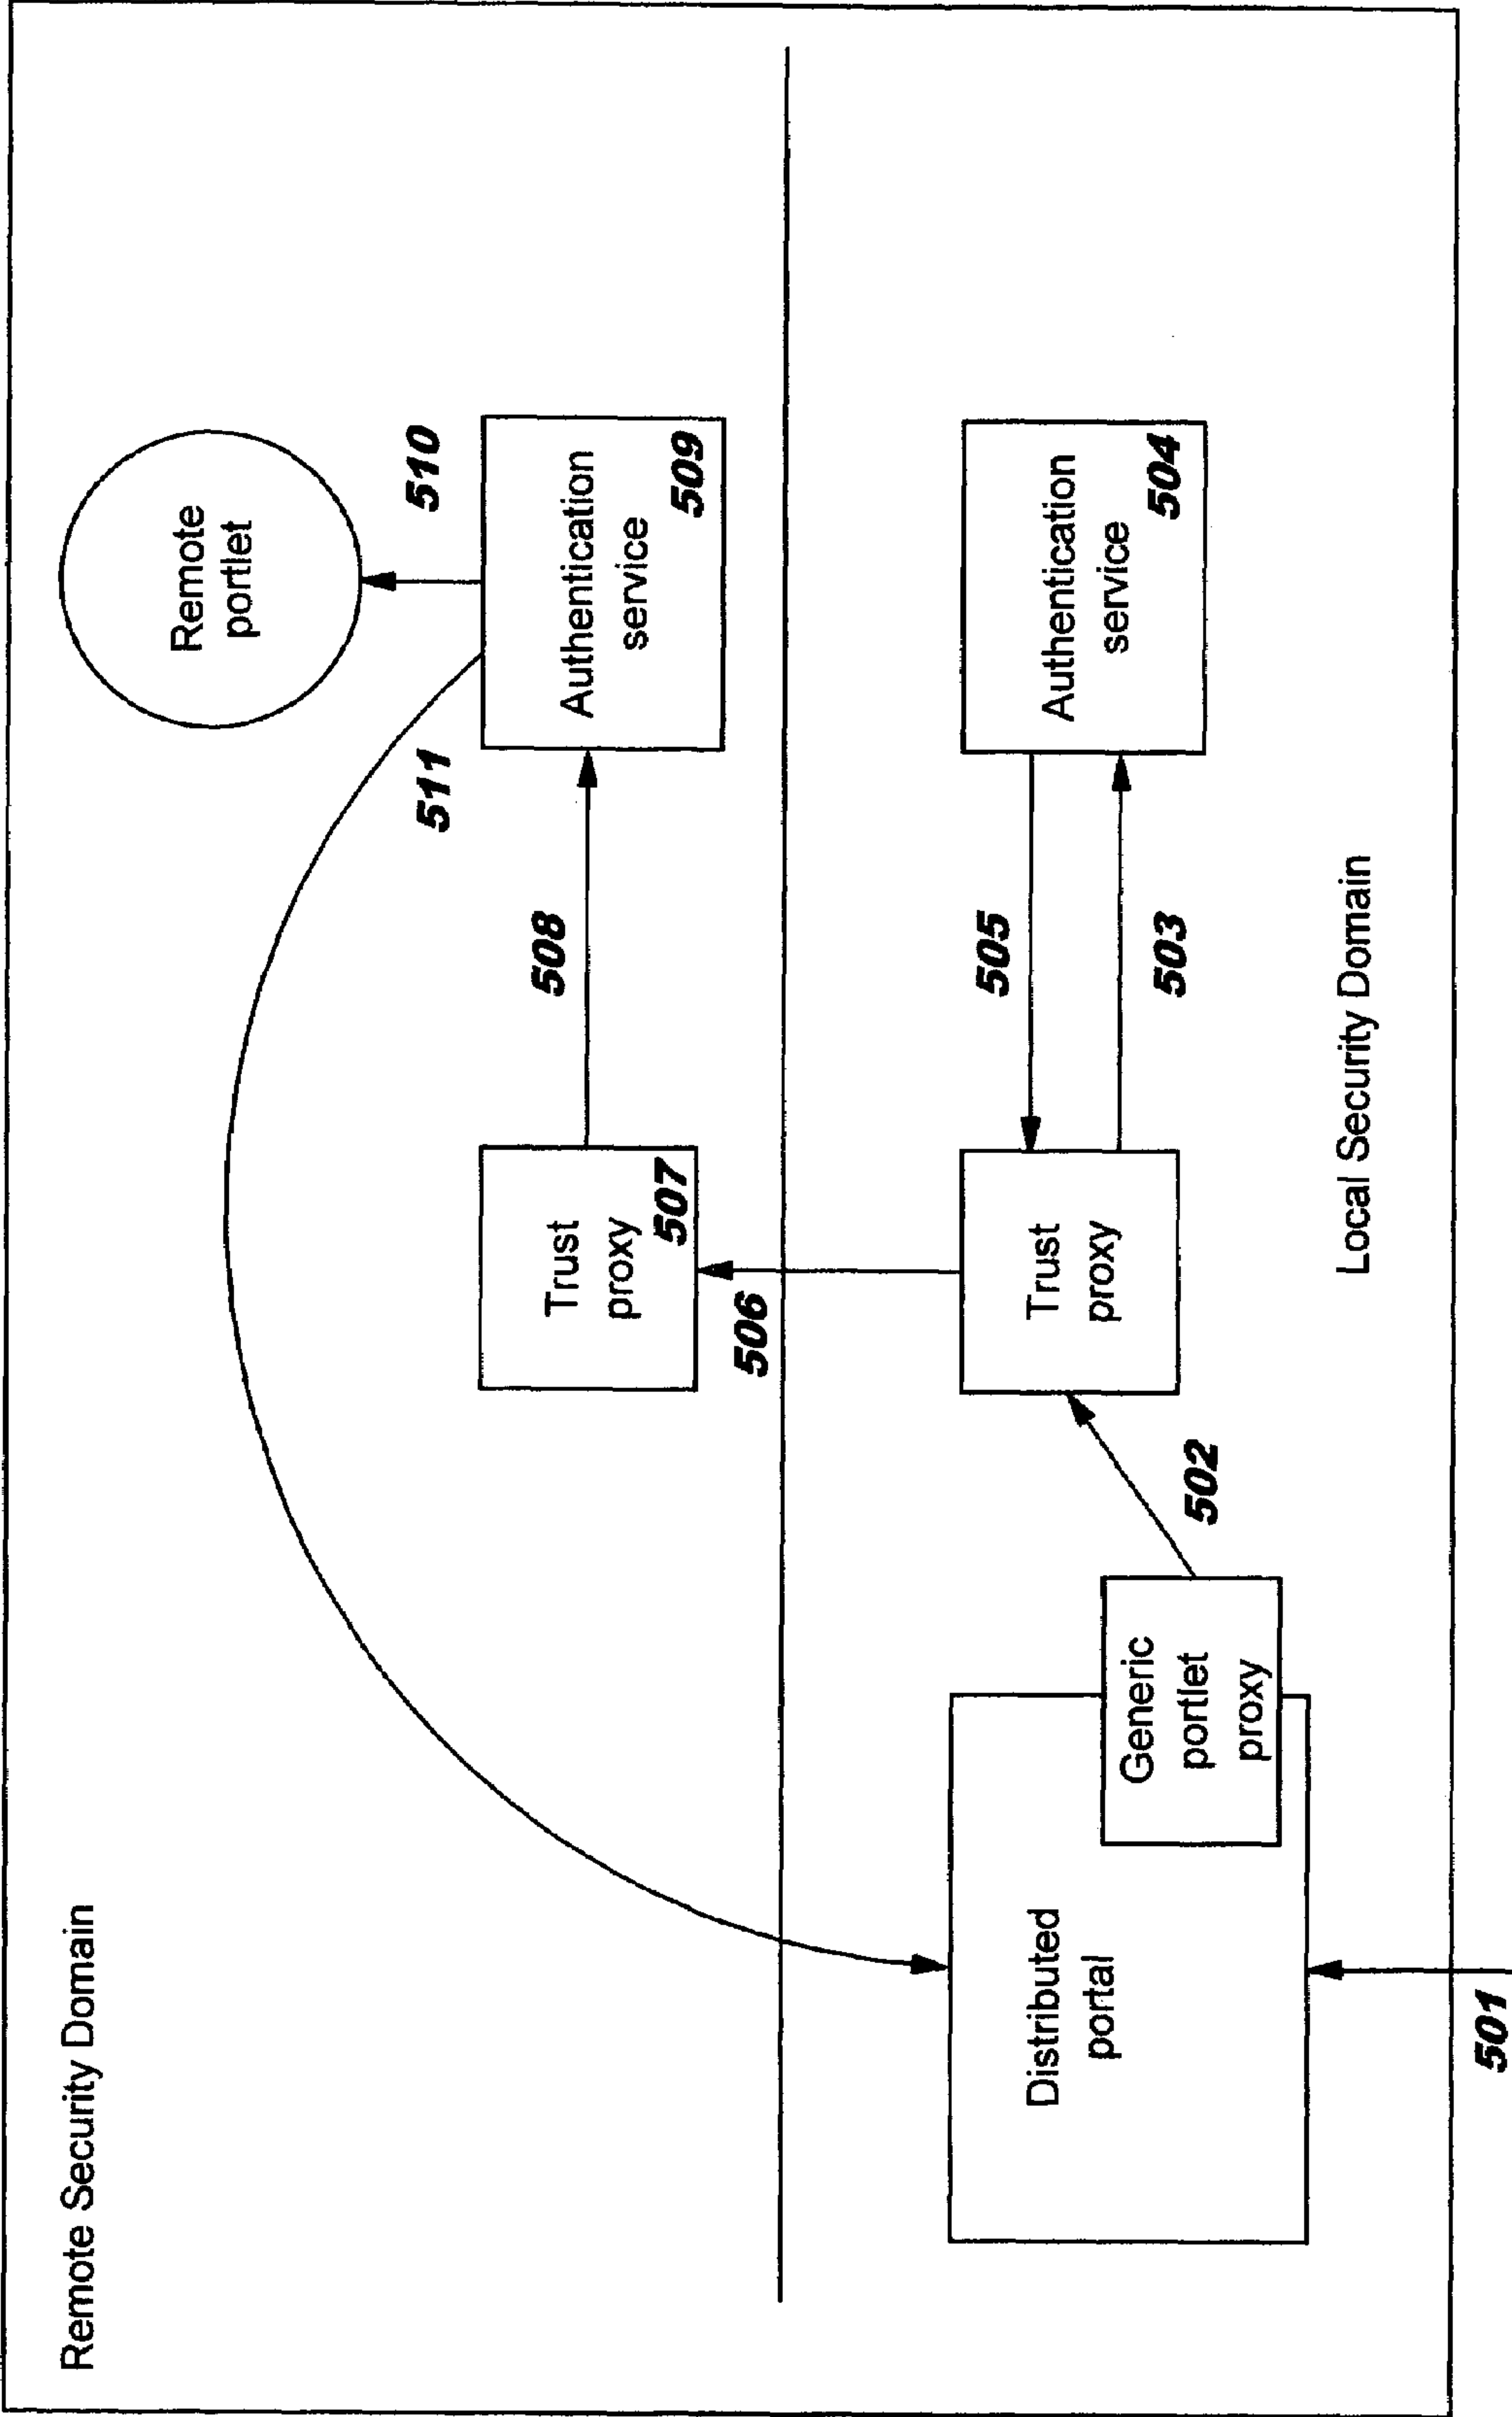 Remote Security Domain
Remote
portlet
510
511
Authentication
service
509
508
Trust
proxy
507
506
Authentication
service
504
505
503
Trust
proxy
502
Generic
portlet
proxy
Distributed
portal
Local Security Domain
501